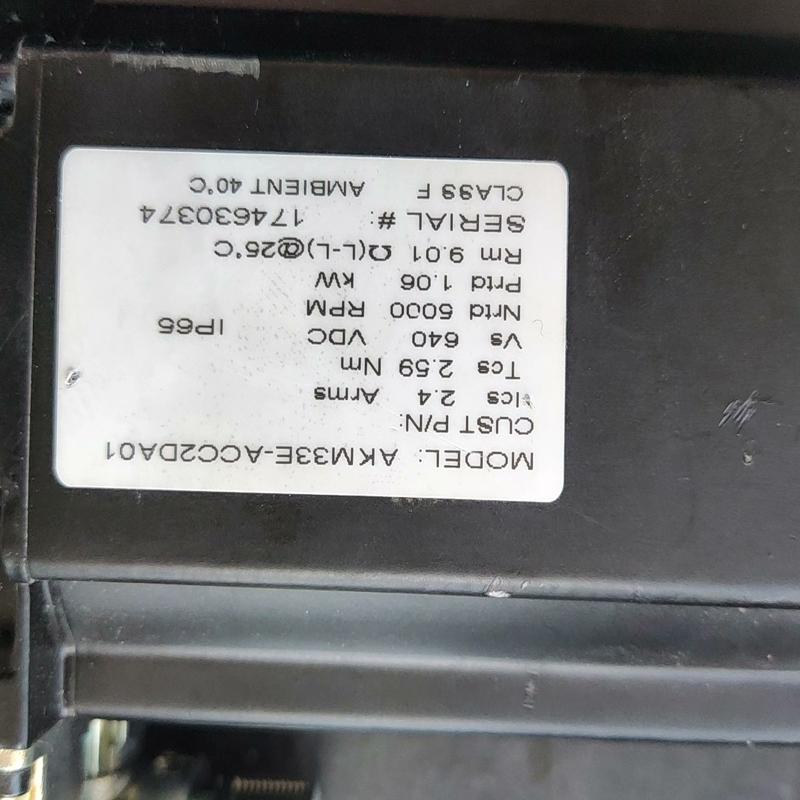 MODEL: AKM33E-ACC2DA01
CUST P/N:
Ics 2.4 Arms
Tcs 2.59 Nm
Vs 640 VDC IP65
Nrtd 5000 RPM
Prtd 1.06 kW
Rm 9.01 Ω(L-L)@25°C
SERIAL #: 174630374
CLASS F AMBIENT 40°C